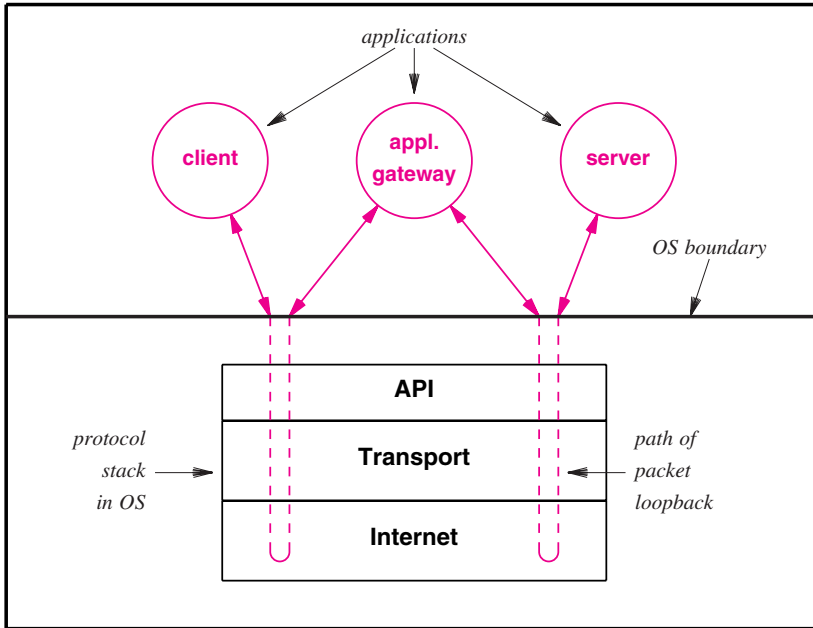 applications
client
appl.
gateway
server
OS boundary
API
protocol
stack
in OS
Transport
path of
packet
loopback
Internet